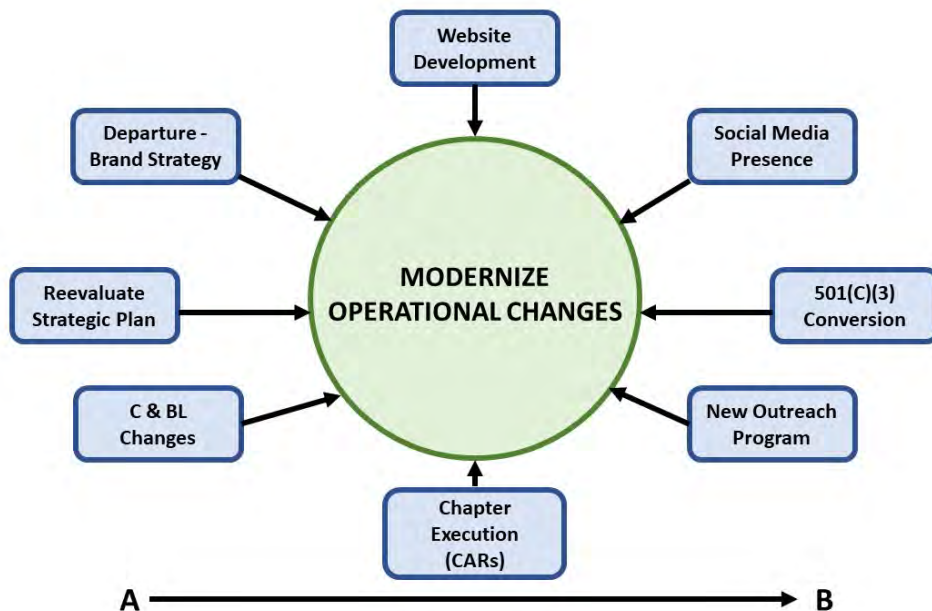 Website
Development
Departure -
Brand Strategy
Social Media
Presence
MODERNIZE
OPERATIONAL CHANGES
Reevaluate
Strategic Plan
501(C)(3)
Conversion
C & BL
Changes
New Outreach
Program
Chapter
Execution
(CARs)
A
B